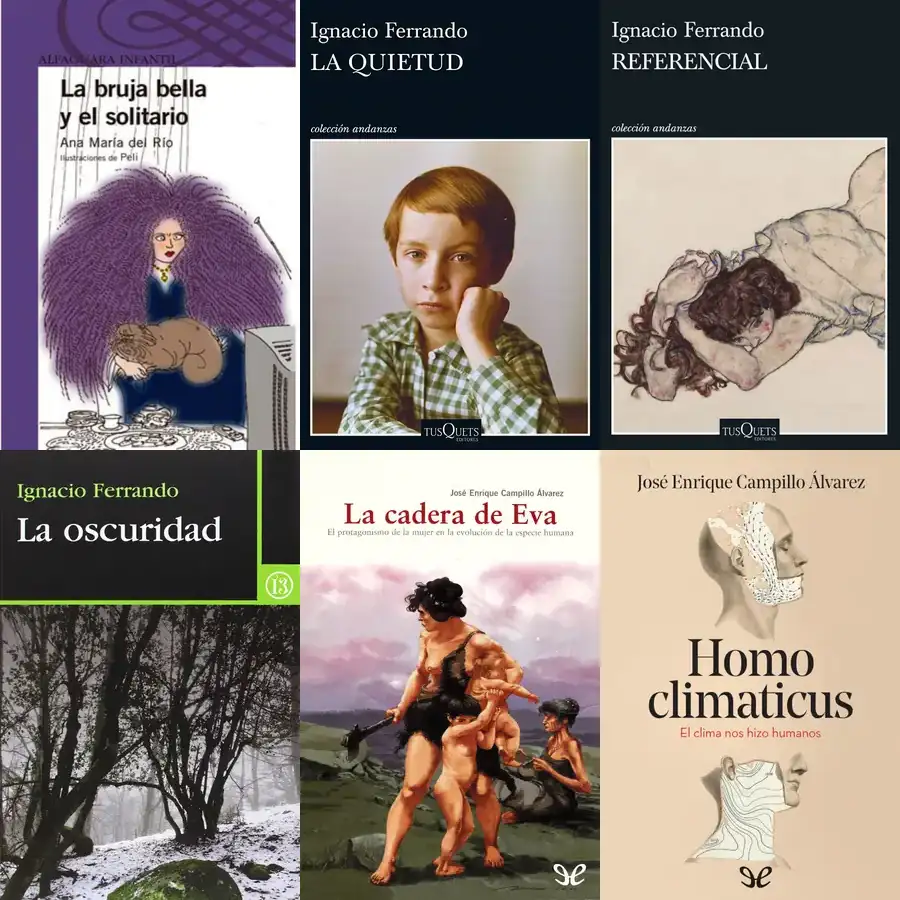 ALFAGUARA INFANTIL
La bruja bella
y el solitario
Ana María del Río
Ilustraciones de Peli
Ignacio Ferrando
LA QUIETUD
colección andanzas
TUSQUETS
EDITORES
Ignacio Ferrando
REFERENCIAL
colección andanzas
TUSQUETS
EDITORES
Ignacio Ferrando
La oscuridad
13
José Enrique Campillo Álvarez
La cadera de Eva
El protagonismo de la mujer en la evolución de la especie humana
José Enrique Campillo Álvarez
Homo
climaticus
El clima nos hizo humanos